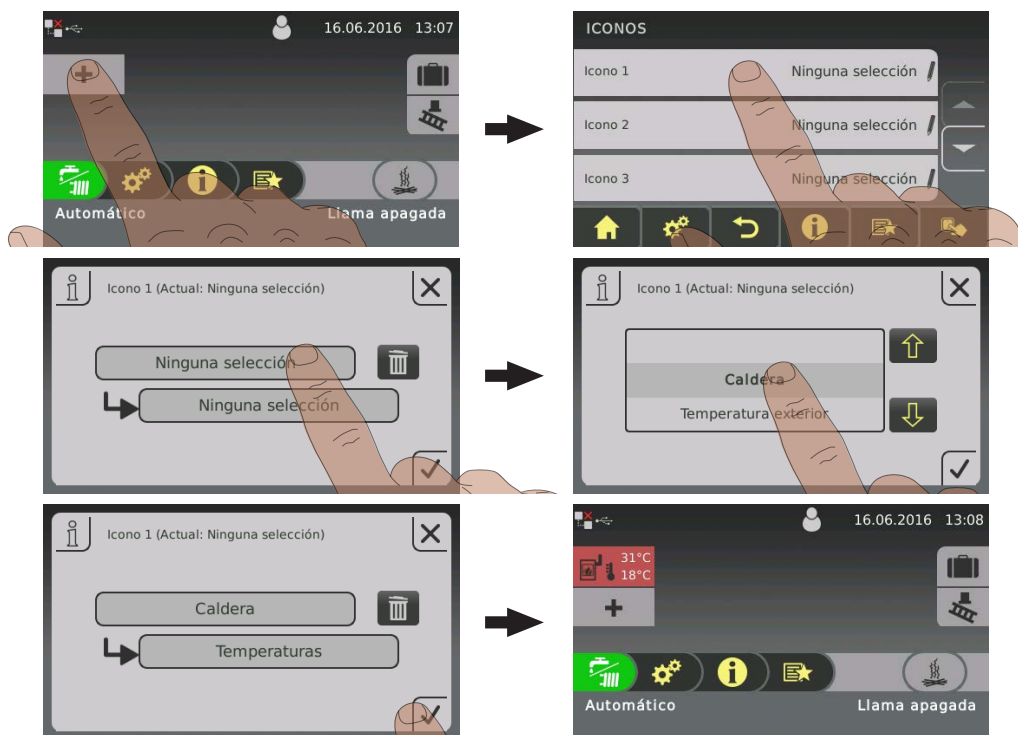 16.06.2016 13:07
+
Automático
Llama apagada
ICONOS
Icono 1 Ninguna selección
Icono 2 Ninguna selección
Icono 3 Ninguna selección
i
Icono 1 (Actual: Ninguna selección)
Ninguna selección
Ninguna selección
Icono 1 (Actual: Ninguna selección)
Caldera
Temperatura exterior
Icono 1 (Actual: Ninguna selección)
Caldera
Temperaturas
16.06.2016 13:08
31°C
18°C
+
Automático
Llama apagada